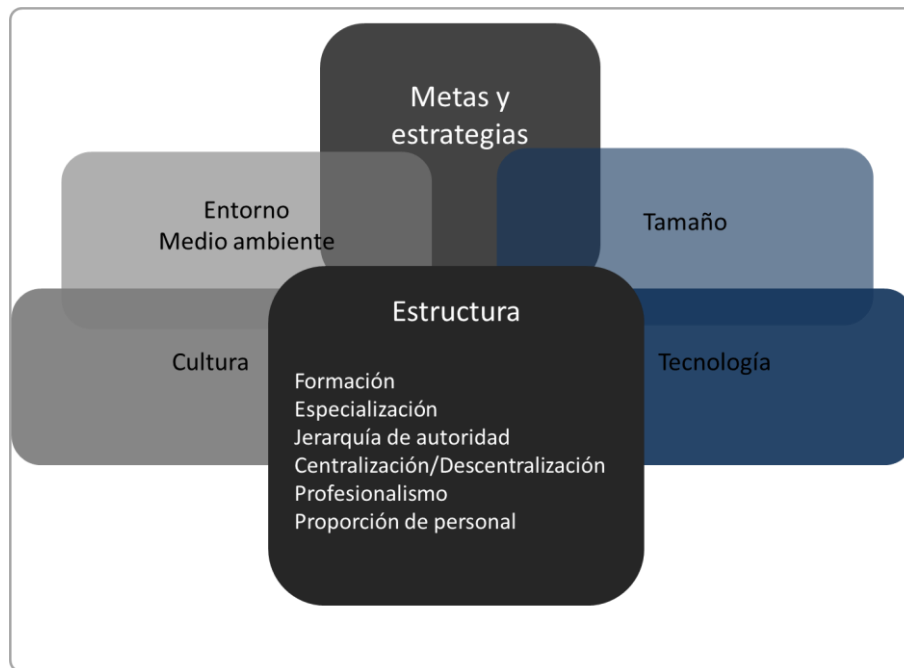 Metas y
estrategias
Entorno
Medio ambiente
Tamaño
Cultura
Tecnología
Estructura
Formación
Especialización
Jerarquía de autoridad
Centralización/Descentralización
Profesionalismo
Proporción de personal